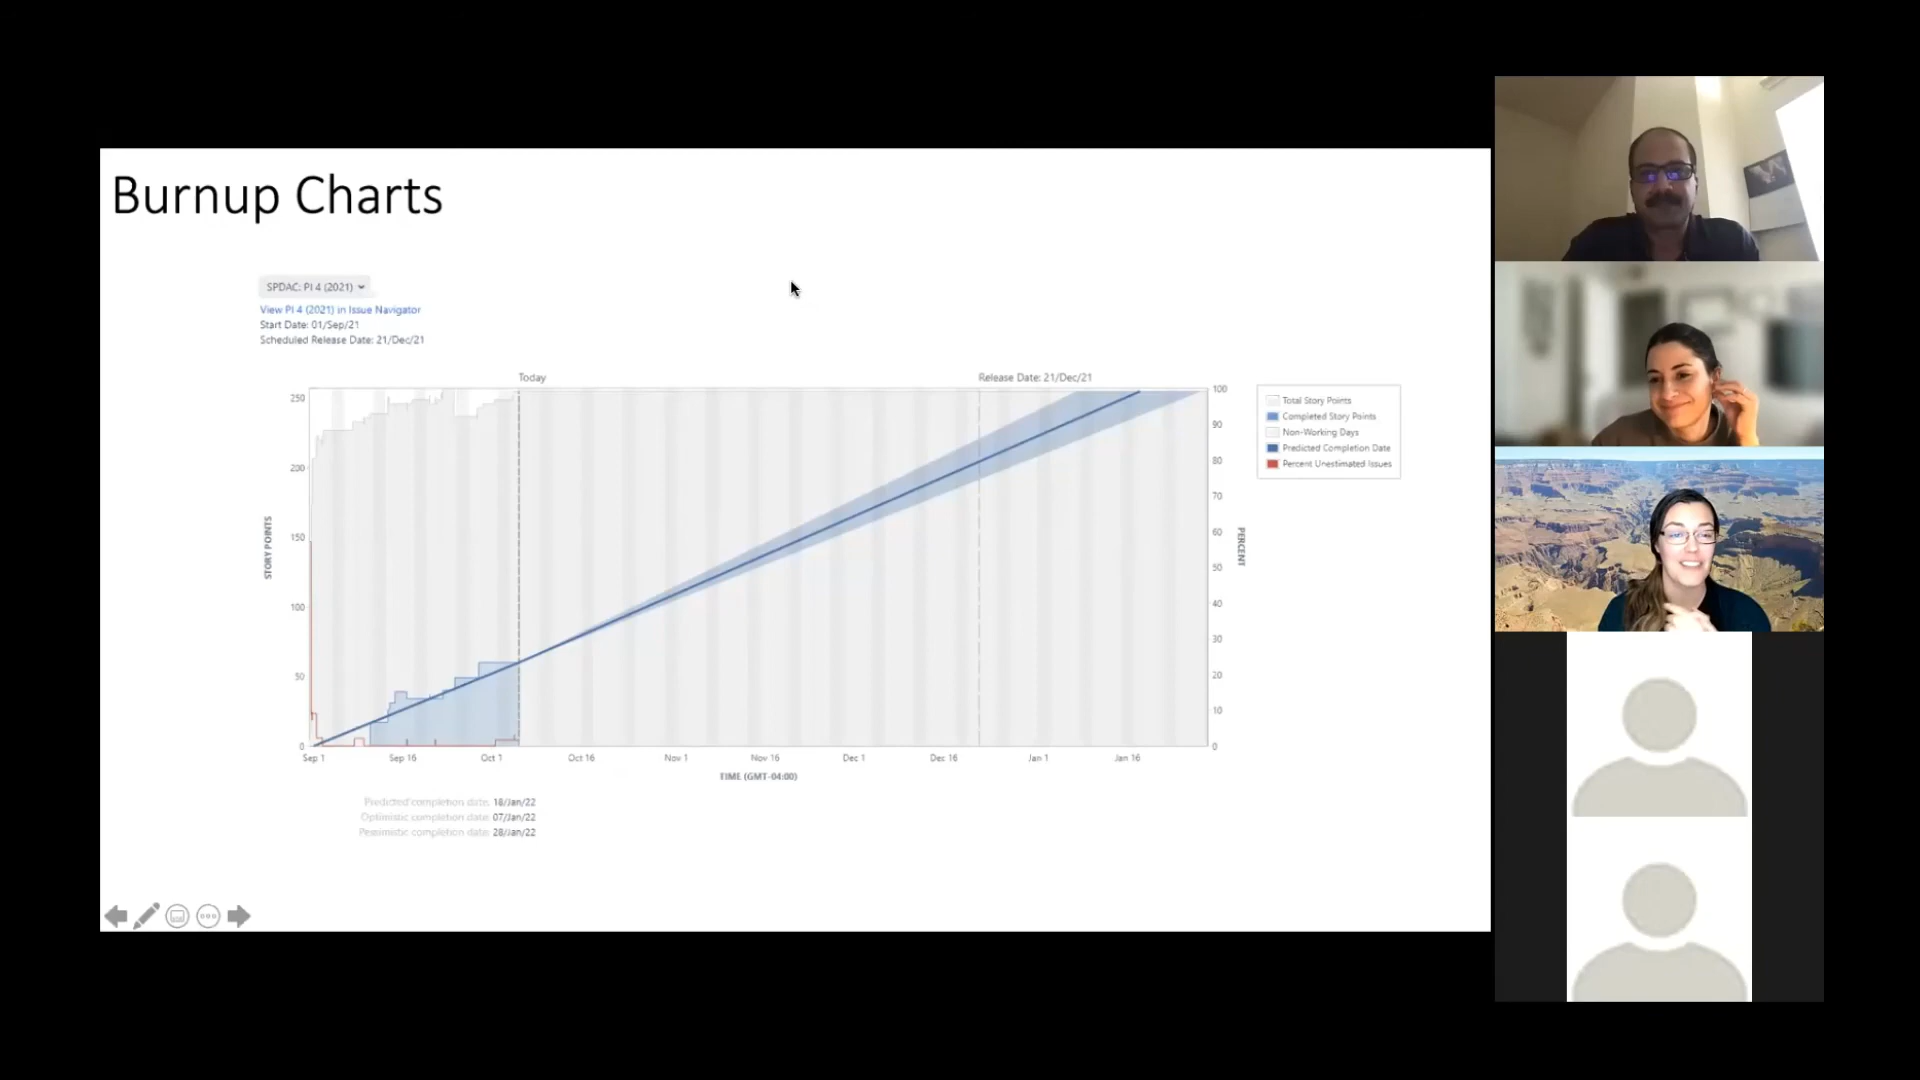 Burnup Charts
SPDAC: PI 4 (2021)
View PI 4 (2021) in Issue Navigator
Start Date: 01/Sep/21
Scheduled Release Date: 21/Dec/21
Today
Release Date: 21/Dec/21
250
200
150
100
50
0
STORY POINTS
100
90
80
70
60
50
40
30
20
10
0
PERCENT
Total Story Points
Completed Story Points
Non-Working Days
Predicted Completion Date
Percent Unestimated Issues
Sep 1 Sep 16 Oct 1 Oct 16 Nov 1 Nov 16 Dec 1 Dec 16 Jan 1 Jan 16
TIME (GMT-04:00)
Predicted completion date: 18/Jan/22
Optimistic completion date: 07/Jan/22
Pessimistic completion date: 28/Jan/22